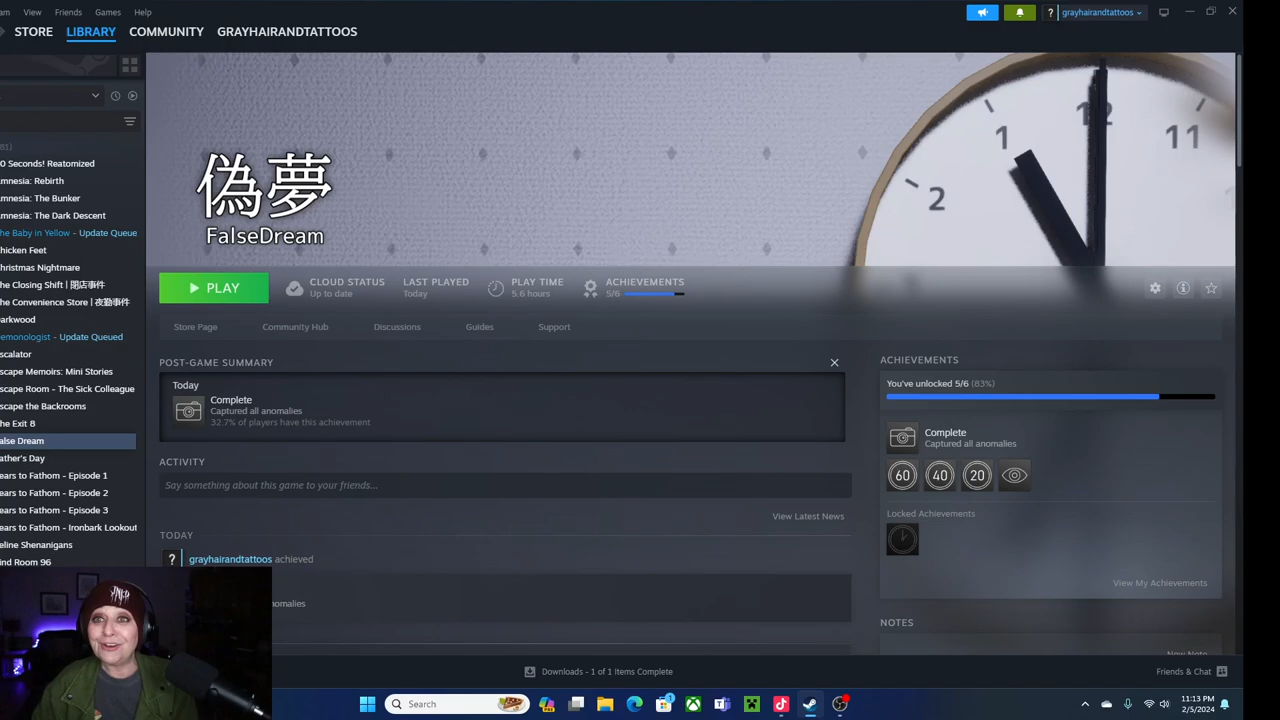 am View Friends Games Help
grayhairandtattoos
STORE LIBRARY COMMUNITY GRAYHAIRANDTATTOOS
81)
0 Seconds! Reatomized
mnesia: Rebirth
mnesia: The Bunker
mnesia: The Dark Descent
he Baby in Yellow - Update Queue
hicken Feet
hristmas Nightmare
he Closing Shift | 閉店事件
he Convenience Store | 夜勤事件
arkwood
emonologist - Update Queued
scalator
scape Memoirs: Mini Stories
scape Room - The Sick Colleague
scape the Backrooms
he Exit 8
alse Dream
ather's Day
ears to Fathom - Episode 1
ears to Fathom - Episode 2
ears to Fathom - Episode 3
ears to Fathom - Ironbark Lookout
eline Shenanigans
ind Room 96
偽夢
FalseDream
12
1
11
2
PLAY
CLOUD STATUS
Up to date
LAST PLAYED
Today
PLAY TIME
5.6 hours
ACHIEVEMENTS
5/6
Store Page Community Hub Discussions Guides Support
POST-GAME SUMMARY
Today
Complete
Captured all anomalies
32.7% of players have this achievement
ACTIVITY
Say something about this game to your friends...
View Latest News
TODAY
? grayhairandtattoos achieved
nomalies
ACHIEVEMENTS
You've unlocked 5/6 (83%)
Complete
Captured all anomalies
60 40 20
Locked Achievements
View My Achievements
NOTES
New Note
Downloads - 1 of 1 Items Complete
Friends & Chat
Search
11:13 PM
2/5/2024